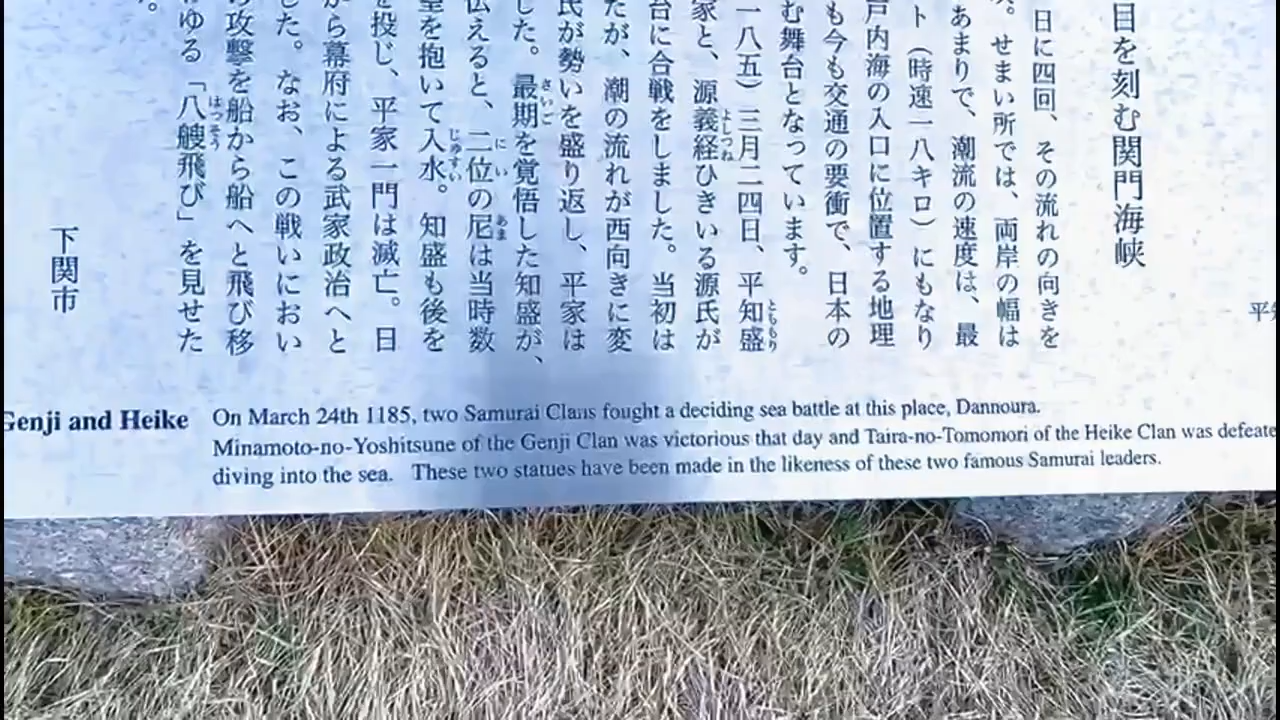 目を刻む関門海峡
日に四回、その流れの向きを
。せまい所では、両岸の幅は
あまりで、潮流の速度は、最
ト（時速一八キロ）にもなり
戸内海の入口に位置する地理
も今も交通の要衝で、日本の
む舞台となっています。
一八五）三月二四日、平知盛
家と、源義経ひきいる源氏が
台に合戦をしました。当初は
たが、潮の流れが西向きに変
氏が勢いを盛り返し、平家は
した。最期を覚悟した知盛が、
伝えると、二位の尼は当時数
を抱いて入水。知盛も後を
を投じ、平家一門は滅亡。日
から幕府による武家政治へと
した。なお、この戦いにおい
の攻撃を船から船へと飛び移
ゆる「八艘飛び」を見せた
。
下関市
平知
Genji and Heike
On March 24th 1185, two Samurai Clans fought a deciding sea battle at this place, Dannoura.
Minamoto-no-Yoshitsune of the Genji Clan was victorious that day and Taira-no-Tomomori of the Heike Clan was defeate
diving into the sea. These two statues have been made in the likeness of these two famous Samurai leaders.